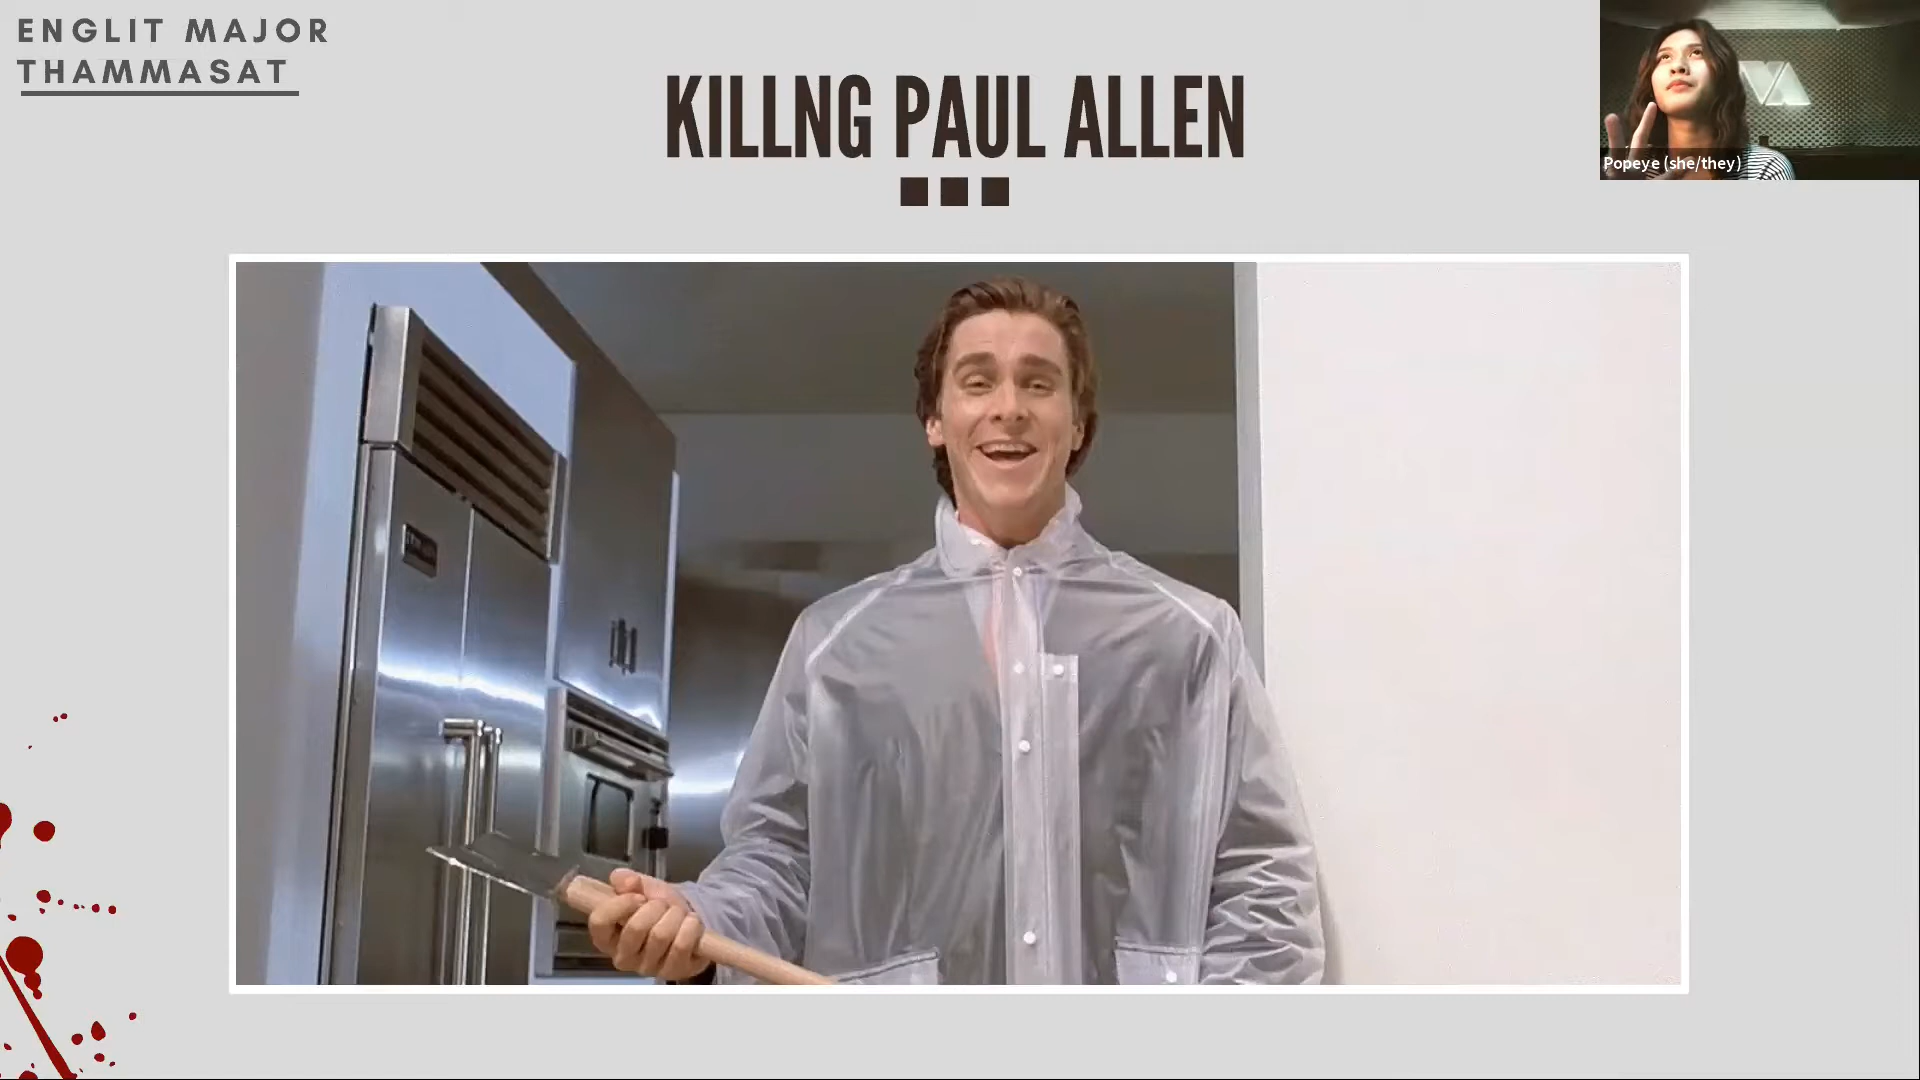 ENGLIT MAJOR
THAMMASAT
KILLNG PAUL ALLEN
Popeye (she/they)